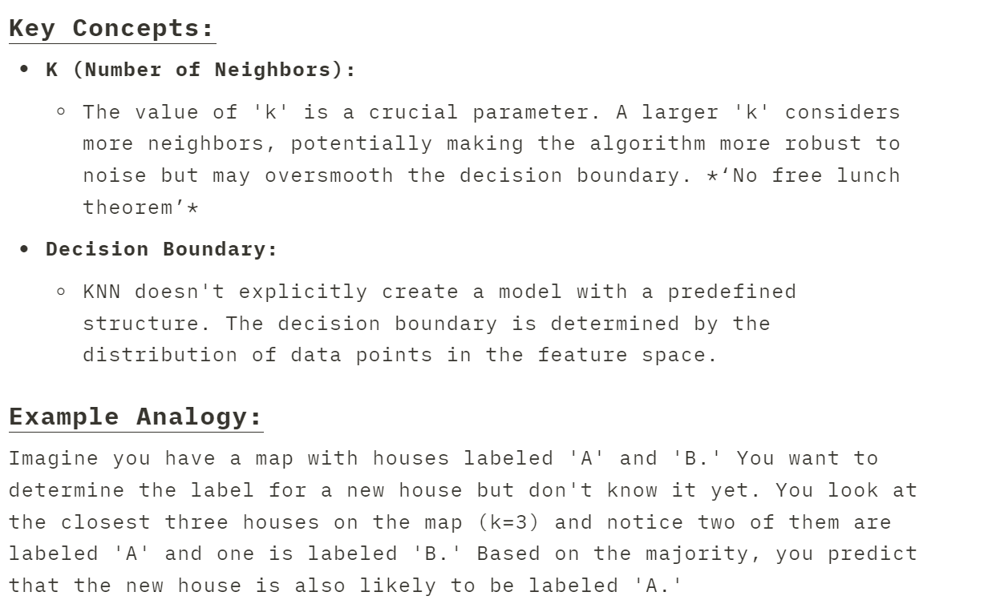 Key Concepts:
• K (Number of Neighbors):
○ The value of 'k' is a crucial parameter. A larger 'k' considers
more neighbors, potentially making the algorithm more robust to
noise but may oversmooth the decision boundary. *‘No free lunch
theorem’*
• Decision Boundary:
○ KNN doesn't explicitly create a model with a predefined
structure. The decision boundary is determined by the
distribution of data points in the feature space.
Example Analogy:
Imagine you have a map with houses labeled 'A' and 'B.' You want to
determine the label for a new house but don't know it yet. You look at
the closest three houses on the map (k=3) and notice two of them are
labeled 'A' and one is labeled 'B.' Based on the majority, you predict
that the new house is also likely to be labeled 'A.'